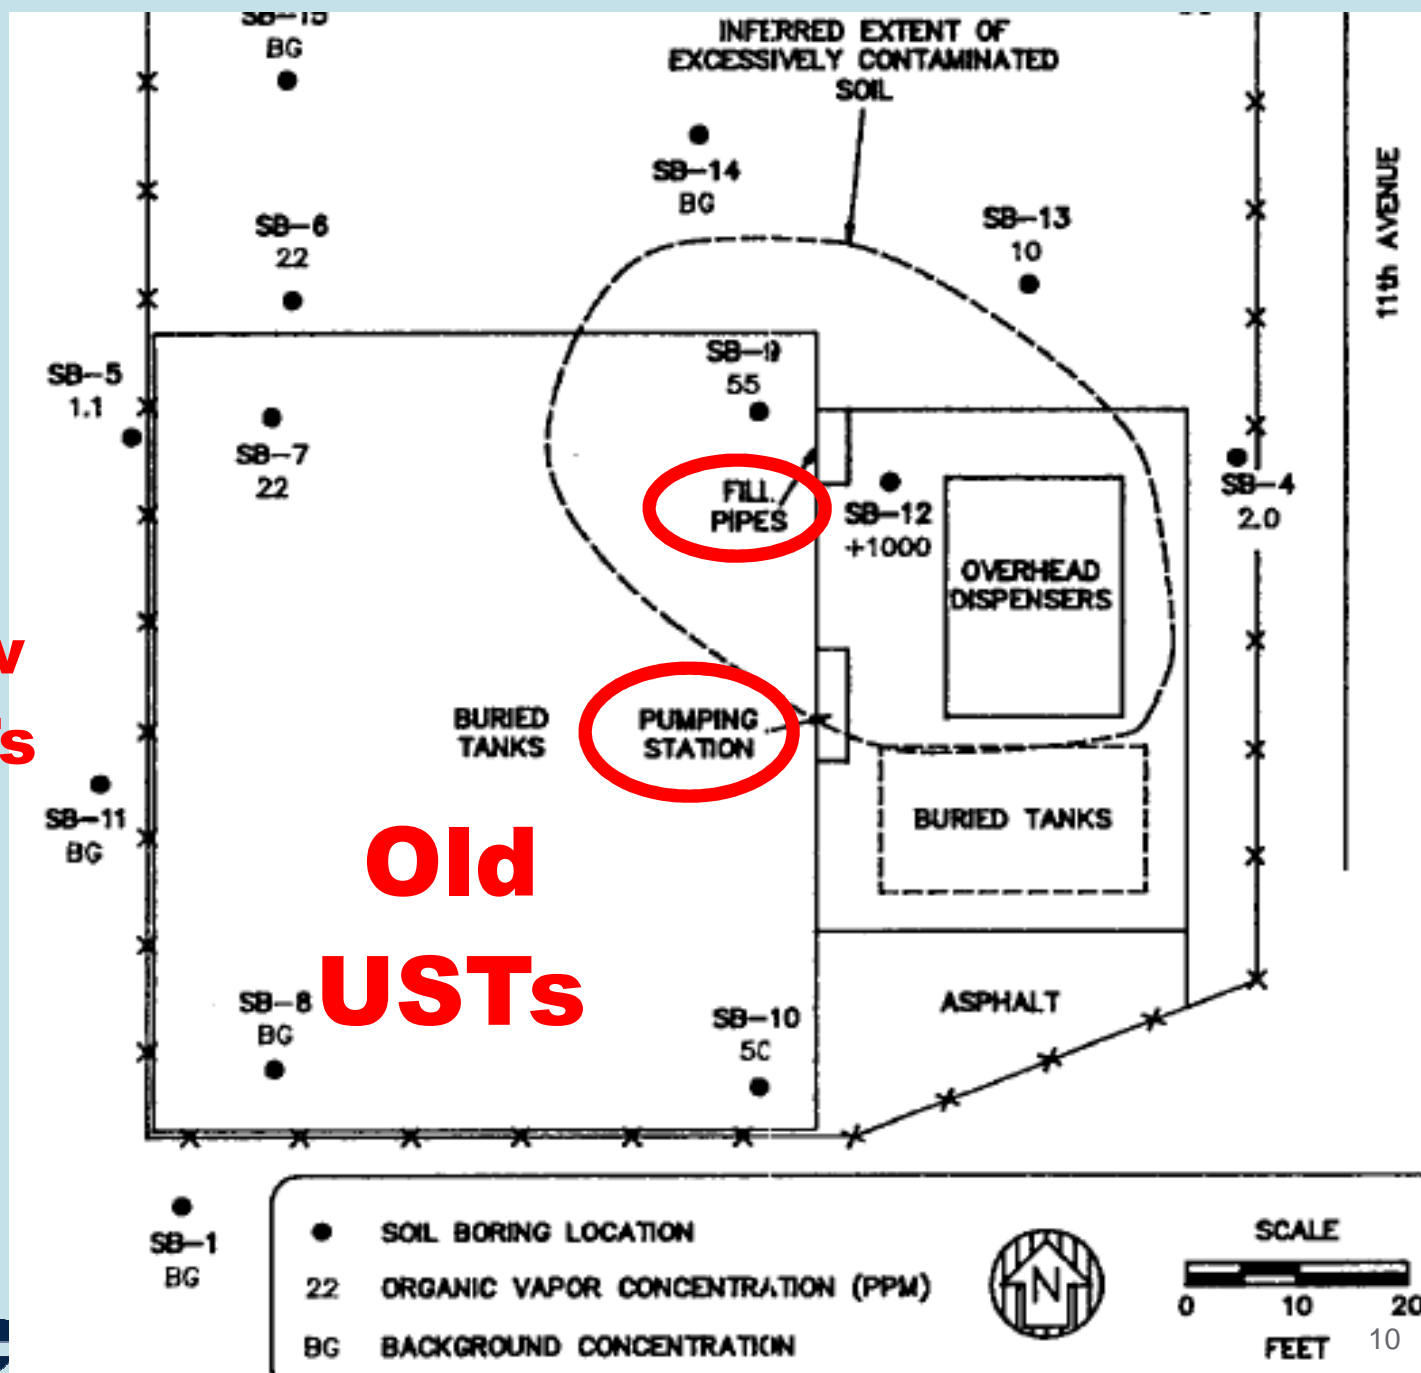 SB-15
BG
INFERRED EXTENT OF
EXCESSIVELY CONTAMINATED
SOIL
SB-14
BG
SB-13
10
11th AVENUE
SB-6
22
SB-5
1.1
SB-7
22
SB-9
55
FILL
PIPES
SB-12
+1000
OVERHEAD
DISPENSERS
SB-4
2.0
BURIED
TANKS
PUMPING
STATION
BURIED TANKS
SB-11
BG
Old
USTs
SB-8
BG
SB-10
50
ASPHALT
SB-1
BG
SOIL BORING LOCATION
22 ORGANIC VAPOR CONCENTRATION (PPM)
BG BACKGROUND CONCENTRATION
N
SCALE
0 10 20
FEET
10